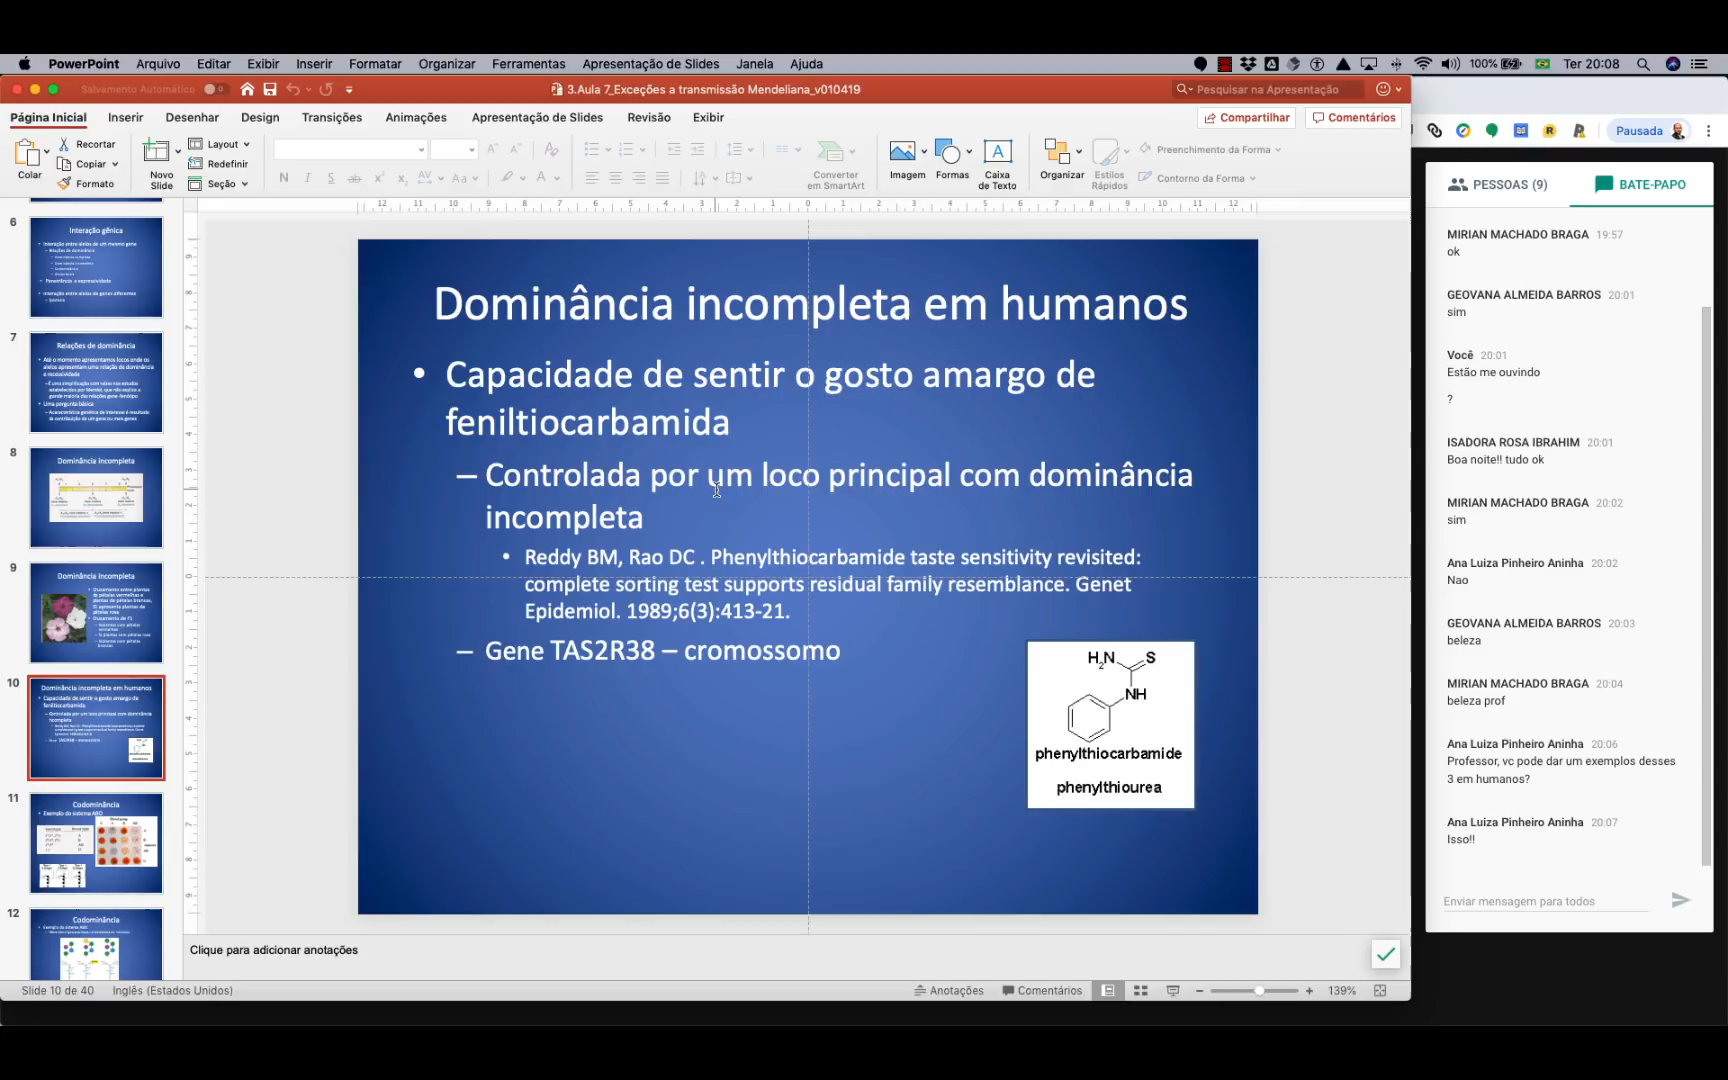 PowerPoint Arquivo Editar Exibir Inserir Formatar Organizar Ferramentas Apresentação de Slides Janela Ajuda 100% Ter 20:08
Salvamento Automático 3.Aula 7_Exceções a transmissão Mendeliana_v010419 Pesquisar na Apresentação
Página Inicial Inserir Desenhar Design Transições Animações Apresentação de Slides Revisão Exibir Compartilhar Comentários
Colar
Recortar
Copiar
Formato
Novo
Slide
Layout
Redefinir
Seção
Converter
em SmartArt
Imagem
Formas
Caixa
de Texto
Organizar
Estilos
Rápidos
Preenchimento da Forma
Contorno da Forma
6
Interação gênica
7
Relações de dominância
8
Dominância incompleta
9
Dominância Incompleta
10
Dominância incompleta em humanos
11
Codominância
• Exemplo do sistema ABO
12
Codominância
Dominância incompleta em humanos
• Capacidade de sentir o gosto amargo de
feniltiocarbamida
– Controlada por um loco principal com dominância
incompleta
• Reddy BM, Rao DC . Phenylthiocarbamide taste sensitivity revisited:
complete sorting test supports residual family resemblance. Genet
Epidemiol. 1989;6(3):413-21.
– Gene TAS2R38 – cromossomo
H2N S
NH
phenylthiocarbamide
phenylthiourea
Clique para adicionar anotações
Slide 10 de 40 Inglês (Estados Unidos) Anotações Comentários 139%
Pausada
PESSOAS (9) BATE-PAPO
MIRIAN MACHADO BRAGA 19:57
ok
GEOVANA ALMEIDA BARROS 20:01
sim
Você 20:01
Estão me ouvindo
?
ISADORA ROSA IBRAHIM 20:01
Boa noite!! tudo ok
MIRIAN MACHADO BRAGA 20:02
sim
Ana Luiza Pinheiro Aninha 20:02
Nao
GEOVANA ALMEIDA BARROS 20:03
beleza
MIRIAN MACHADO BRAGA 20:04
beleza prof
Ana Luiza Pinheiro Aninha 20:06
Professor, vc pode dar um exemplos desses
3 em humanos?
Ana Luiza Pinheiro Aninha 20:07
Isso!!
Enviar mensagem para todos